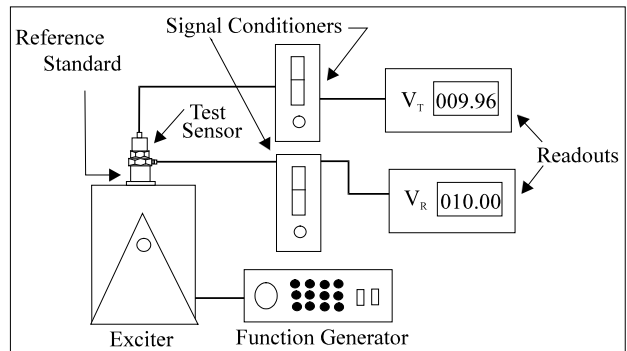 Signal Conditioners
Reference
Standard
Test
Sensor
V_T 009.96
Readouts
V_R 010.00
Exciter
Function Generator